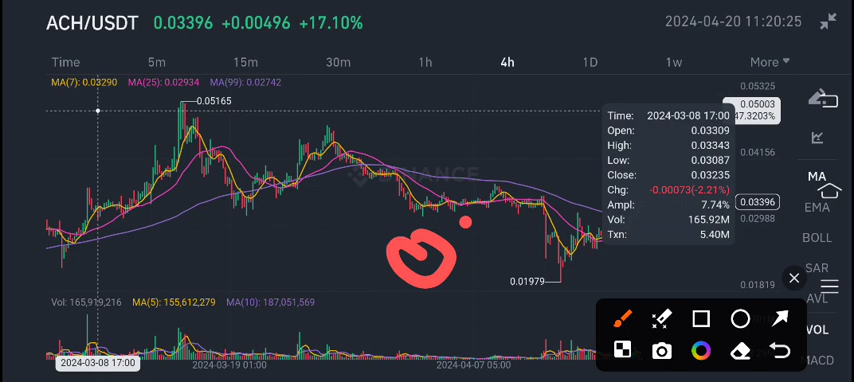 ACH/USDT 0.03396 +0.00496 +17.10% 2024-04-20 11:20:25
Time 5m 15m 30m 1h 4h 1D 1w More
MA(7): 0.03290 MA(25): 0.02934 MA(99): 0.02742
0.05325
0.05003
47.3203%
0.05165
0.04156
BINANCE
Time: 2024-03-08 17:00
Open: 0.03309
High: 0.03343
Low: 0.03087
Close: 0.03235
Chg: -0.00073(-2.21%)
Ampl: 7.74%
Vol: 165.92M
Txn: 5.40M
0.03396
0.02988
0.01979
0.01819
MA
EMA
BOLL
SAR
AVL
VOL
MACD
Vol: 165,919,216 MA(5): 155,612,279 MA(10): 187,051,569
2024-03-08 17:00 2024-03-19 01:00 2024-04-07 05:00